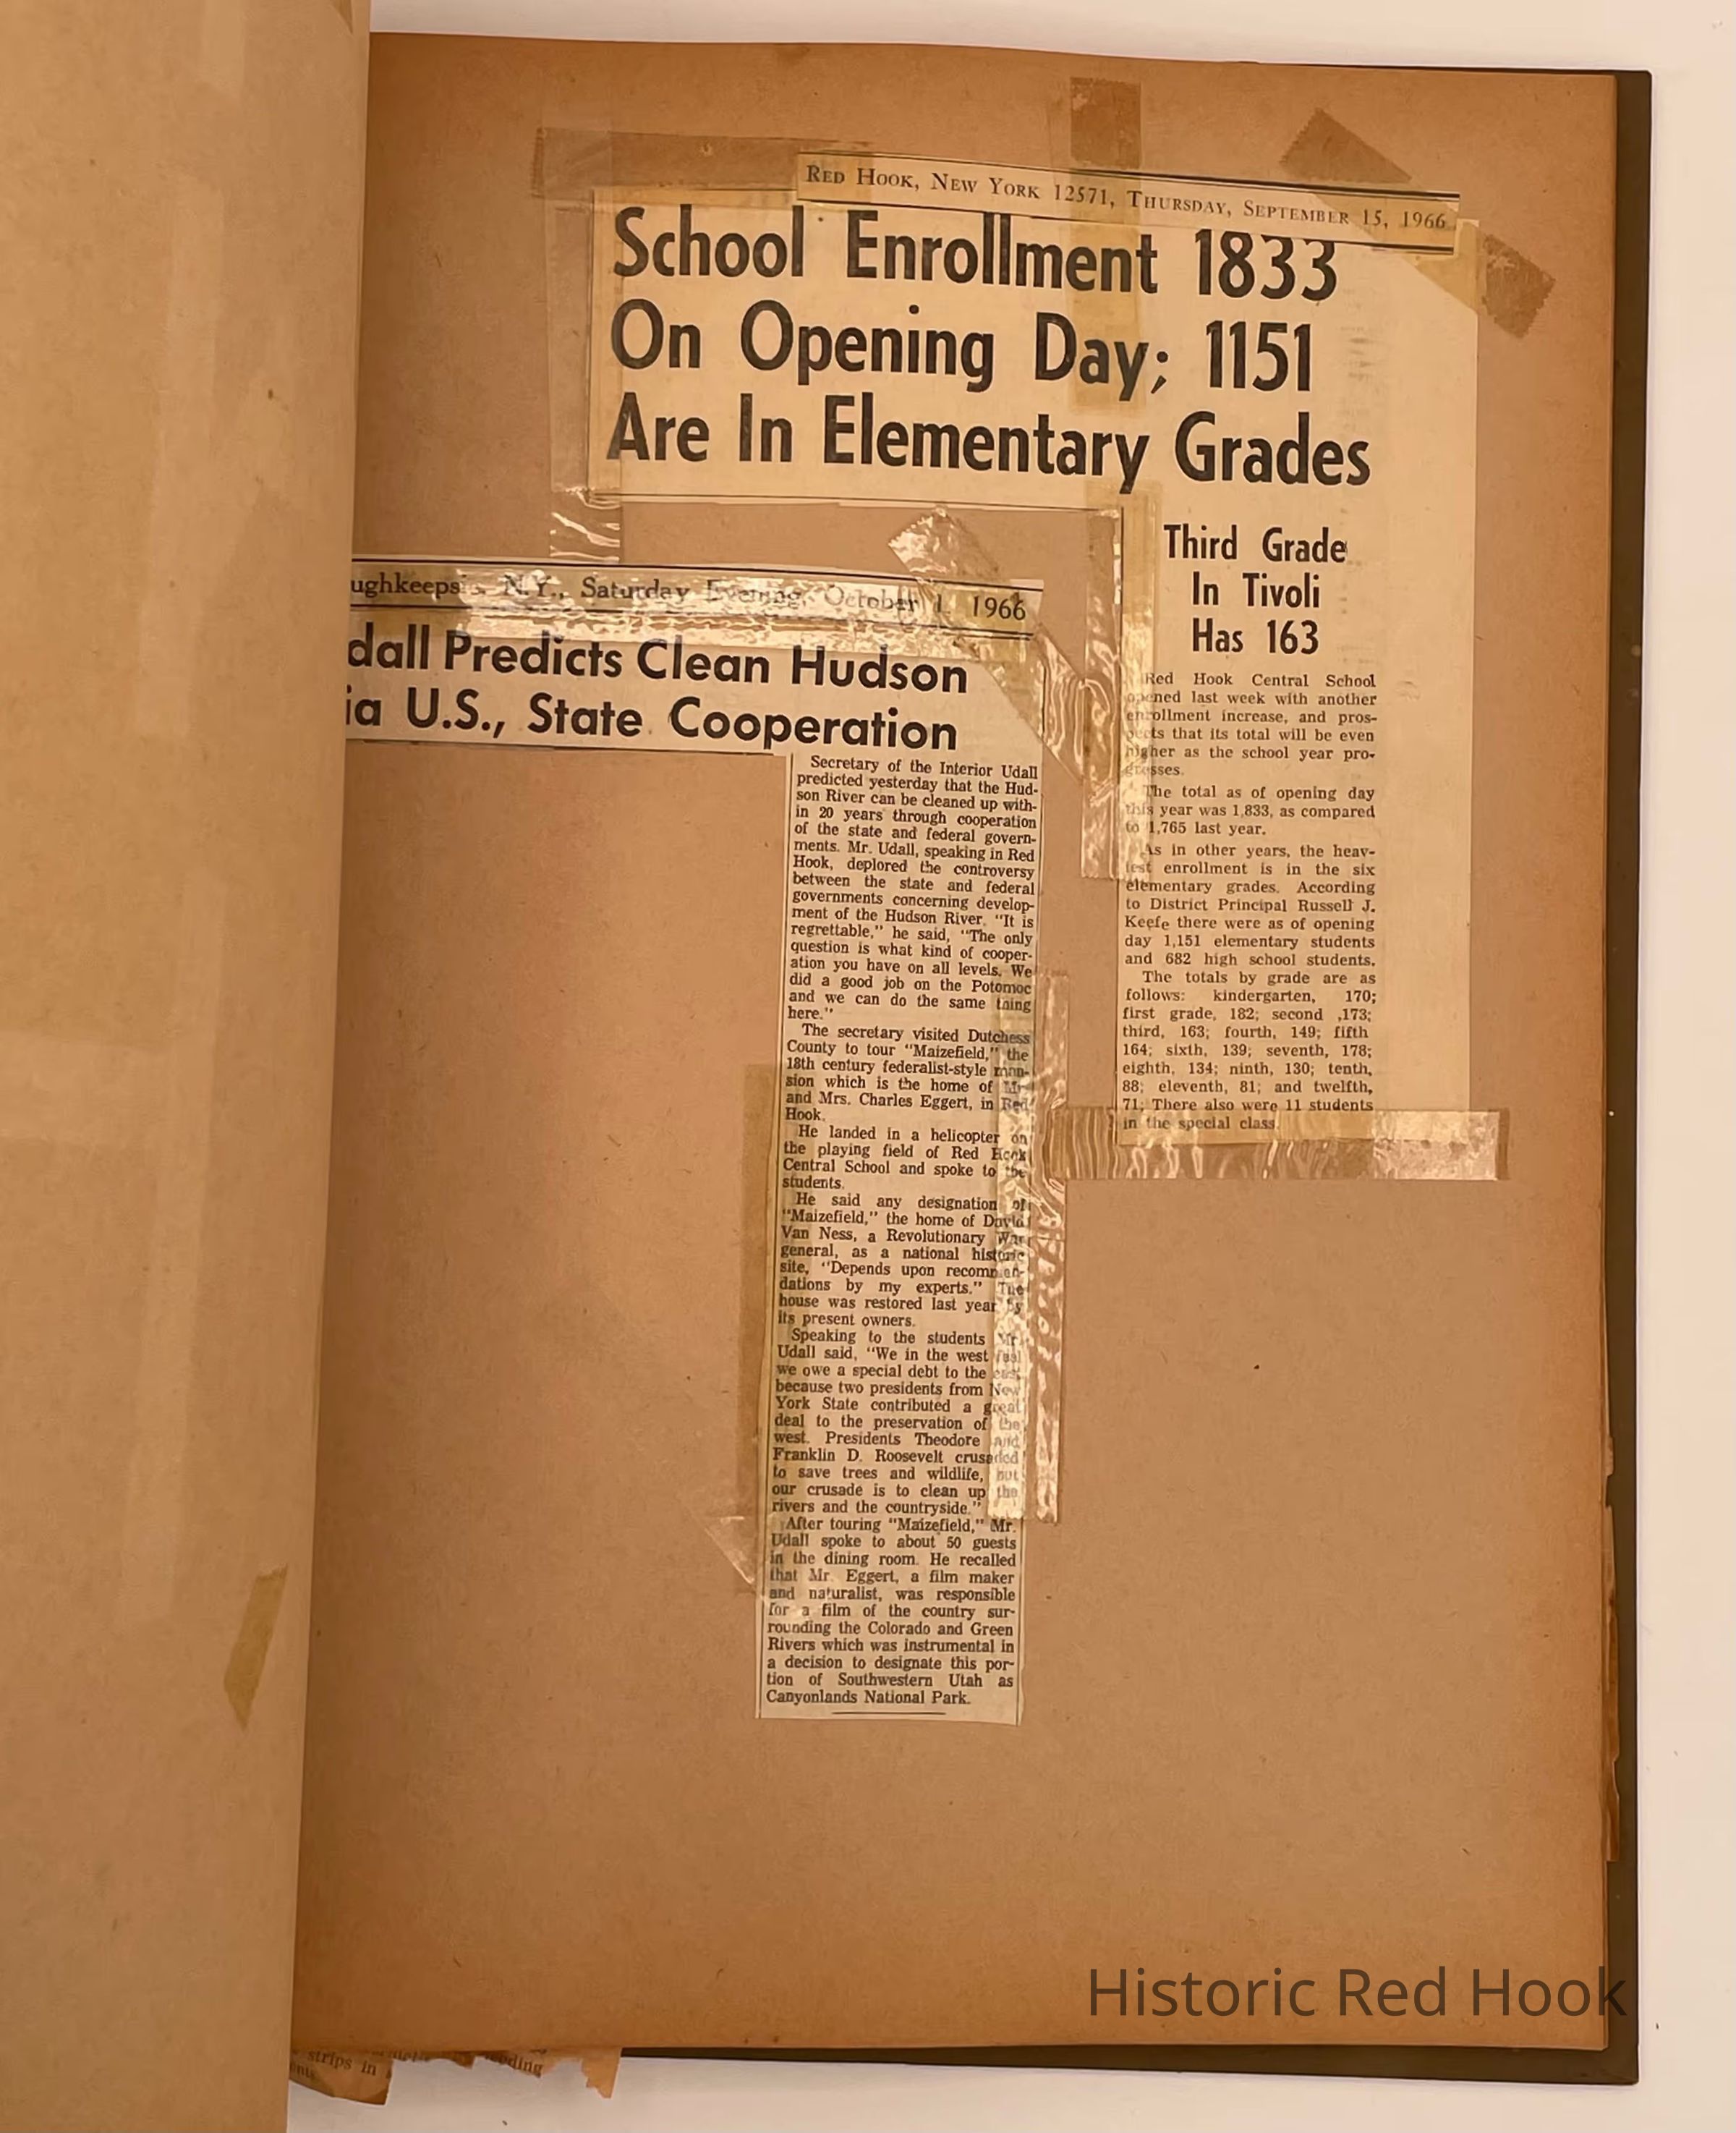 RED HOOK, NEW YORK 12571, THURSDAY, SEPTEMBER 15, 1966
School Enrollment 1833
On Opening Day; 1151
Are In Elementary Grades
Third Grade
In Tivoli
Has 163
Red Hook Central School
opened last week with another
enrollment increase, and pros-
pects that its total will be even
higher as the school year pro-
gresses.
The total as of opening day
this year was 1,833, as compared
to 1,765 last year.
As in other years, the heav-
iest enrollment is in the six
elementary grades. According
to District Principal Russell J.
Keefe there were as of opening
day 1,151 elementary students
and 682 high school students.
The totals by grade are as
follows: kindergarten, 170;
first grade, 182; second ,173;
third, 163; fourth, 149; fifth
164; sixth, 139; seventh, 178;
eighth, 134; ninth, 130; tenth,
88; eleventh, 81; and twelfth,
71; There also were 11 students
in the special class.
ughkeepsie, N.Y., Saturday Evening, October 1, 1966
dall Predicts Clean Hudson
ia U.S., State Cooperation
Secretary of the Interior Udall
predicted yesterday that the Hud-
son River can be cleaned up with-
in 20 years through cooperation
of the state and federal govern-
ments. Mr. Udall, speaking in Red
Hook, deplored the controversy
between the state and federal
governments concerning develop-
ment of the Hudson River. "It is
regrettable," he said, "The only
question is what kind of cooper-
ation you have on all levels. We
did a good job on the Potomoc
and we can do the same thing
here."
The secretary visited Dutchess
County to tour "Maizefield," the
18th century federalist-style man-
sion which is the home of Mr.
and Mrs. Charles Eggert, in Red
Hook.
He landed in a helicopter on
the playing field of Red Hook
Central School and spoke to the
students.
He said any designation of
"Maizefield," the home of David
Van Ness, a Revolutionary War
general, as a national historic
site, "Depends upon recommen-
dations by my experts." The
house was restored last year by
its present owners.
Speaking to the students Mr.
Udall said, "We in the west feel
we owe a special debt to the east
because two presidents from New
York State contributed a great
deal to the preservation of the
west. Presidents Theodore and
Franklin D. Roosevelt crusaded
to save trees and wildlife, but
our crusade is to clean up the
rivers and the countryside."
After touring "Maizefield," Mr.
Udall spoke to about 50 guests
in the dining room. He recalled
that Mr. Eggert, a film maker
and naturalist, was responsible
for a film of the country sur-
rounding the Colorado and Green
Rivers which was instrumental in
a decision to designate this por-
tion of Southwestern Utah as
Canyonlands National Park.
Historic Red Hook
strips in